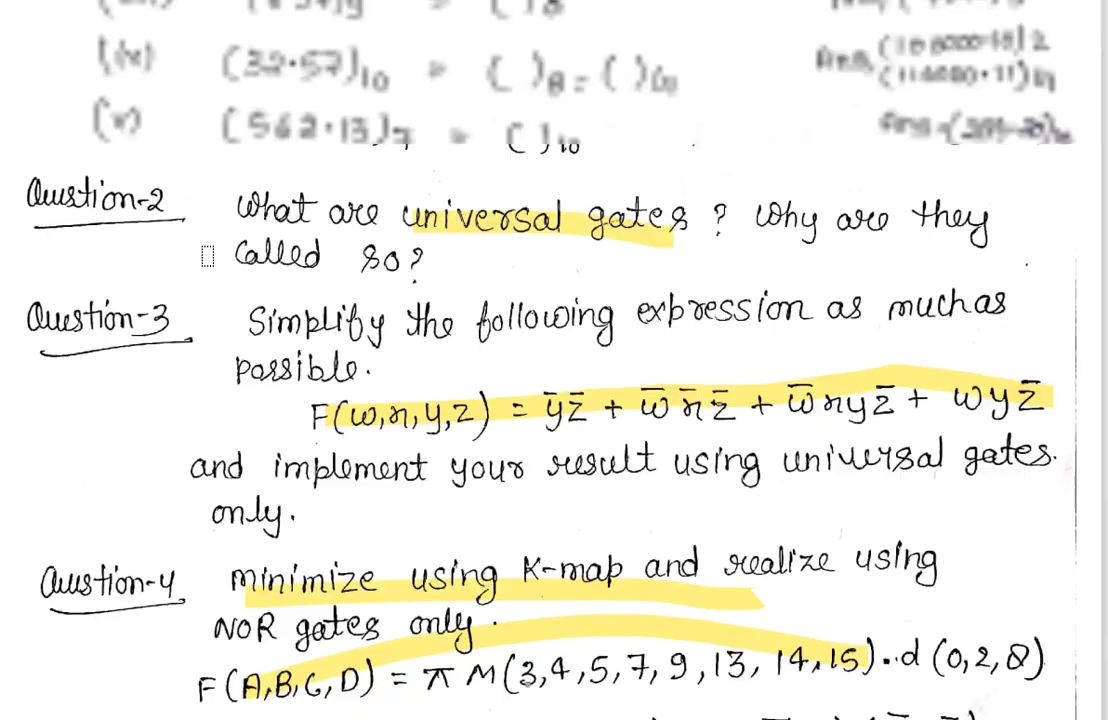 (iv) (32.57)10 = ( )8 = ( )
(v) (562.13)7 = ( )10
Question-2 What are universal gates? Why are they
called so?
Question-3 Simplify the following expression as much as
possible.
F(w,x,y,z) = y̅z̅ + w̅x̅z̅ + w̅xyz̅ + wyz̅
and implement your result using universal gates
only.
Question-4 Minimize using K-map and realize using
NOR gates only.
F(A,B,C,D) = πM(3,4,5,7,9,13,14,15)..d(0,2,8)